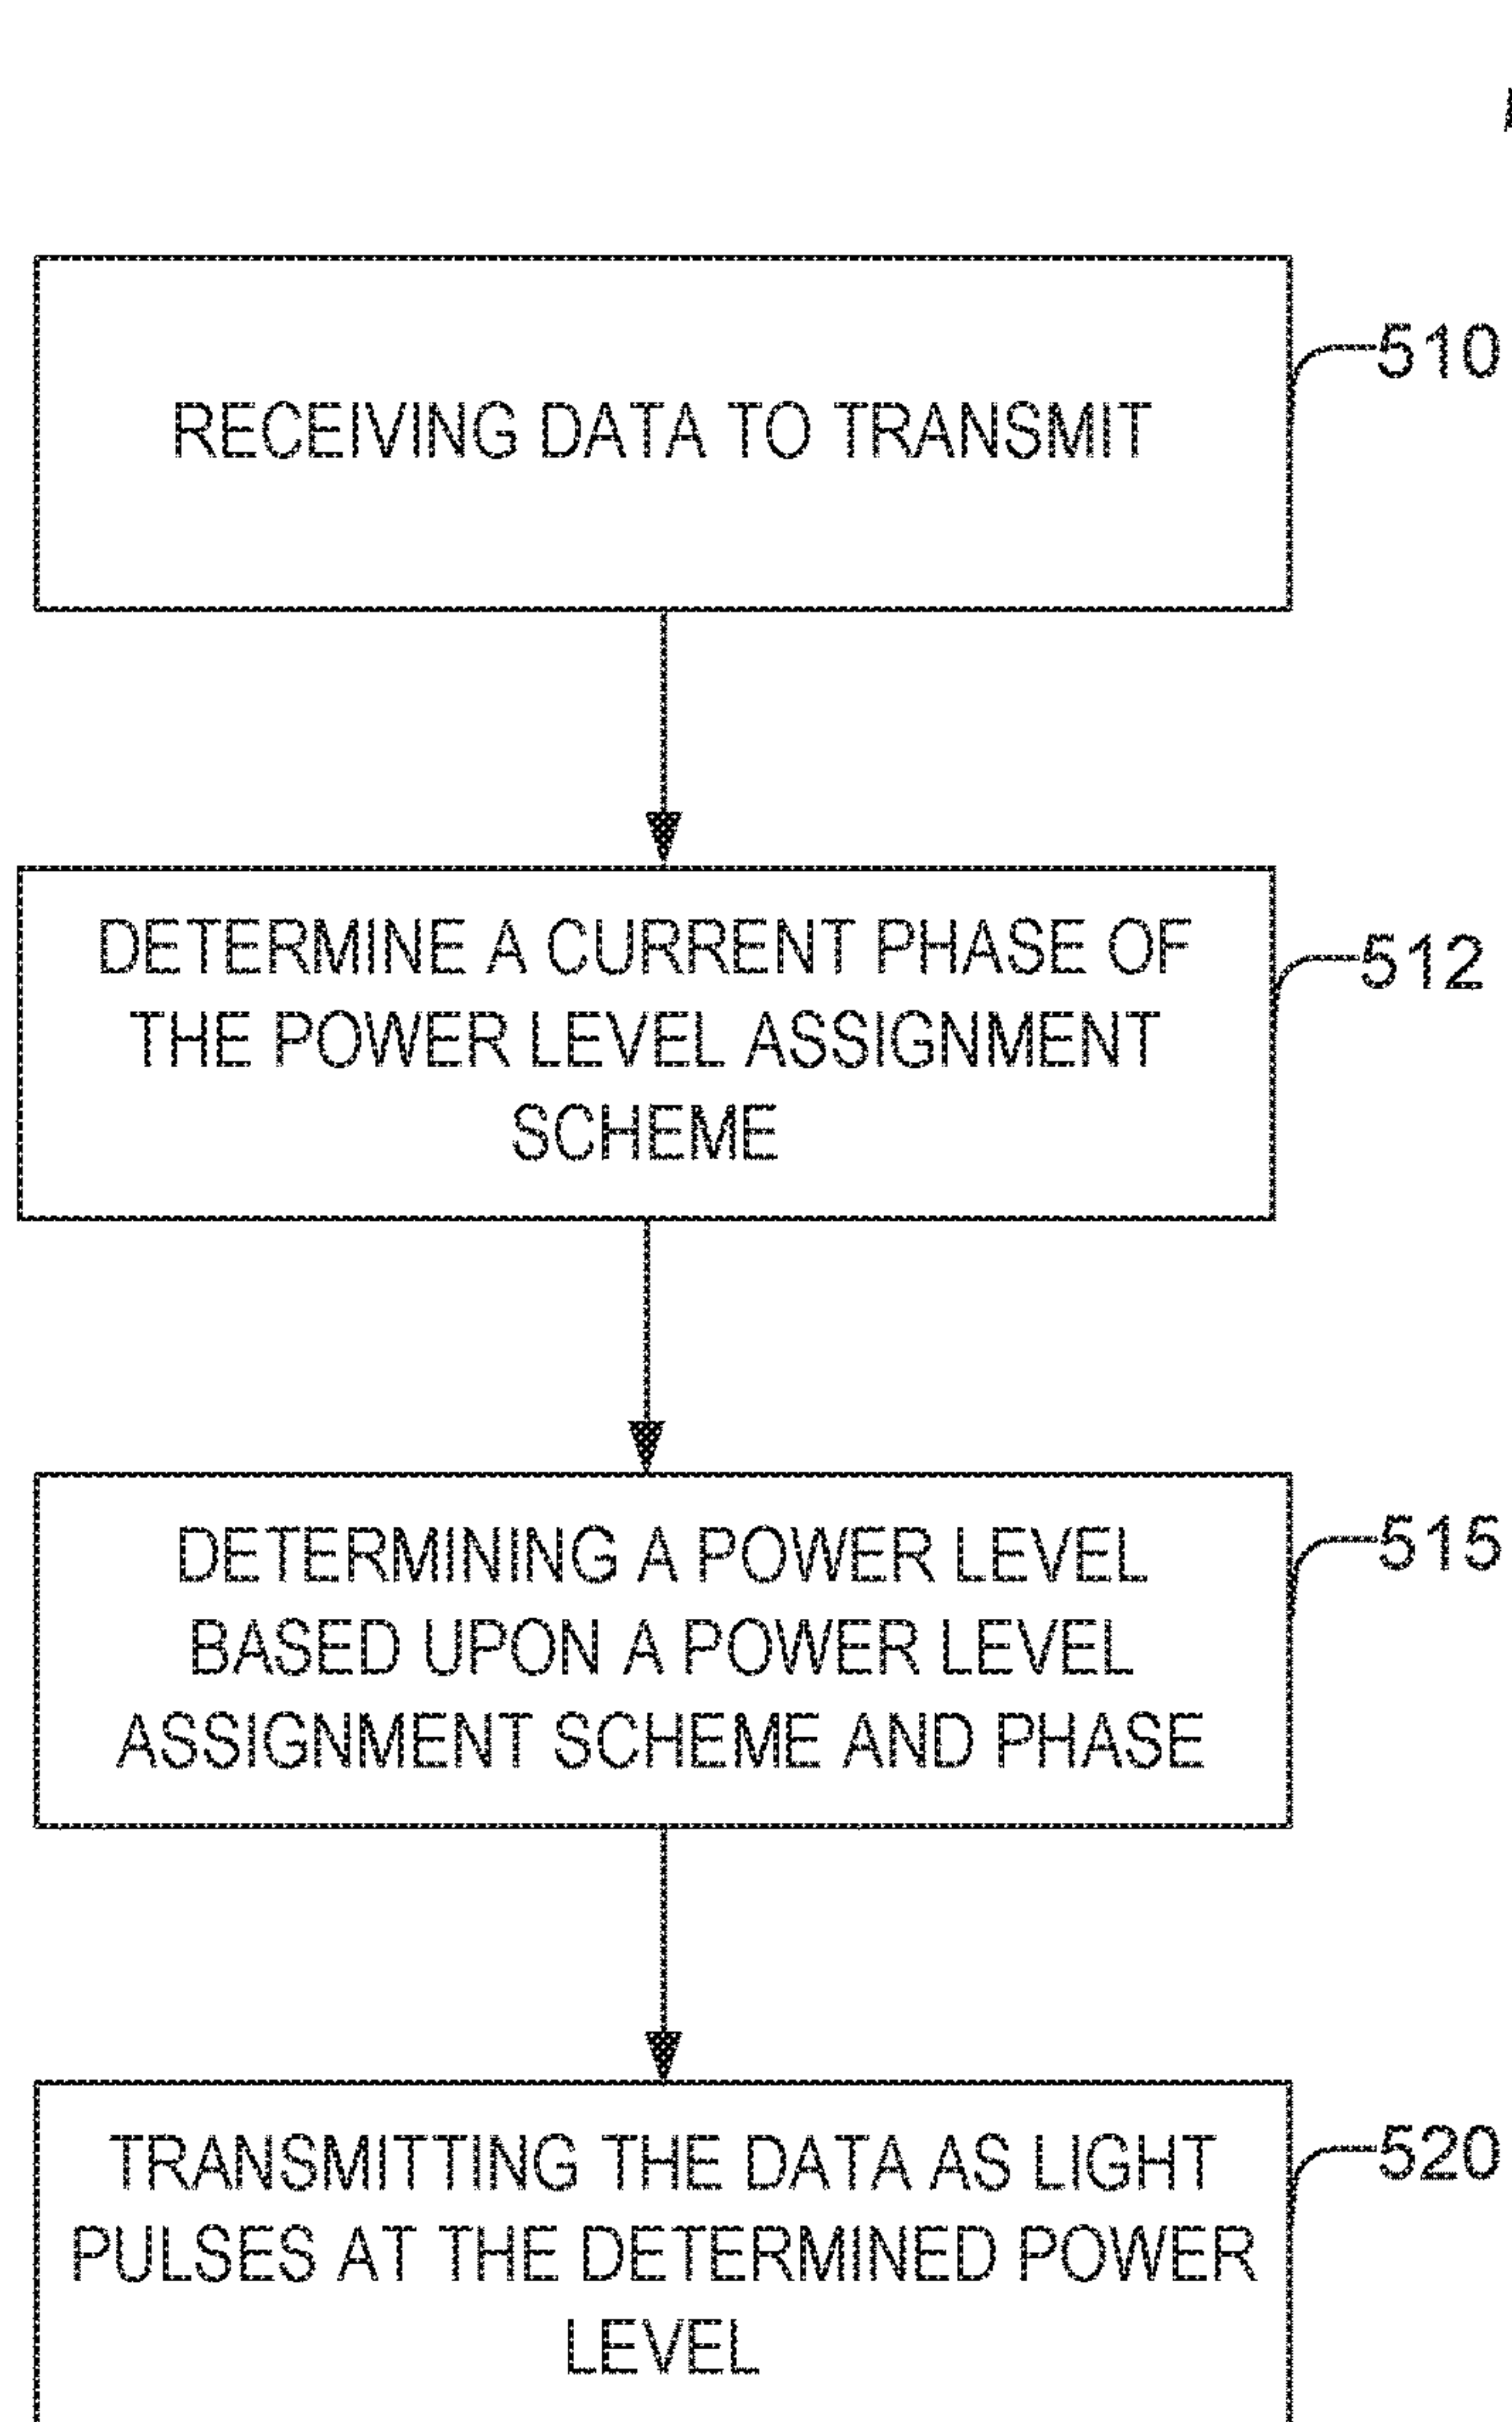 RECEIVING DATA TO TRANSMIT
510
DETERMINE A CURRENT PHASE OF
THE POWER LEVEL ASSIGNMENT
SCHEME
512
DETERMINING A POWER LEVEL
BASED UPON A POWER LEVEL
ASSIGNMENT SCHEME AND PHASE
515
TRANSMITTING THE DATA AS LIGHT
PULSES AT THE DETERMINED POWER
LEVEL
520